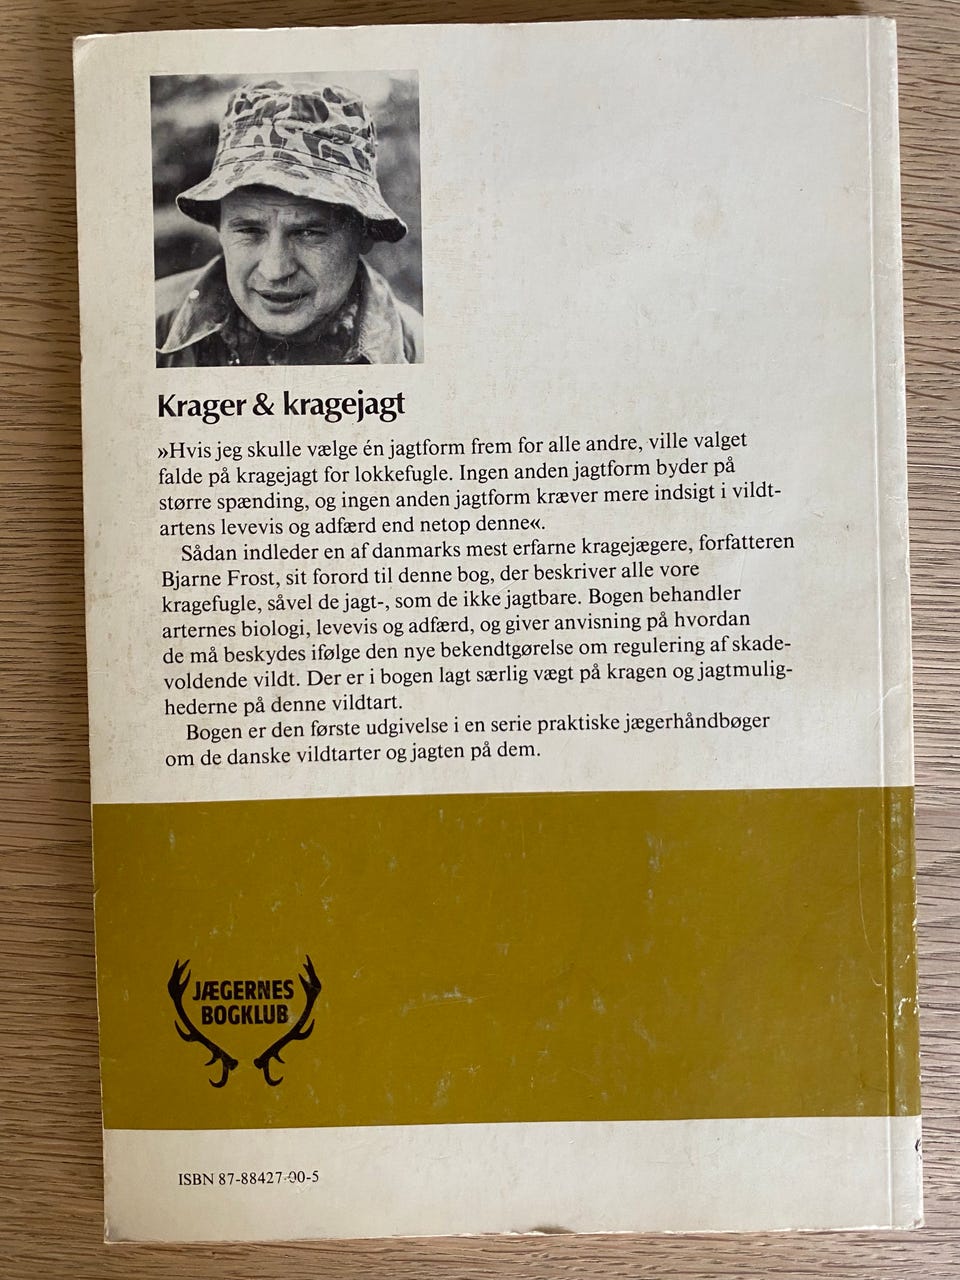 Krager & kragejagt
»Hvis jeg skulle vælge én jagtform frem for alle andre, ville valget
falde på kragejagt for lokkefugle. Ingen anden jagtform byder på
større spænding, og ingen anden jagtform kræver mere indsigt i vildt-
artens levevis og adfærd end netop denne«.
Sådan indleder en af danmarks mest erfarne kragejægere, forfatteren
Bjarne Frost, sit forord til denne bog, der beskriver alle vore
kragefugle, såvel de jagt-, som de ikke jagtbare. Bogen behandler
arternes biologi, levevis og adfærd, og giver anvisning på hvordan
de må beskydes ifølge den nye bekendtgørelse om regulering af skade-
voldende vildt. Der er i bogen lagt særlig vægt på kragen og jagtmulig-
hederne på denne vildtart.
Bogen er den første udgivelse i en serie praktiske jægerhåndbøger
om de danske vildtarter og jagten på dem.
JÆGERNES
BOGKLUB
ISBN 87-88427-00-5